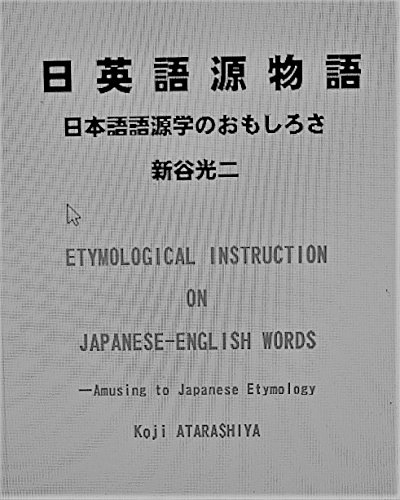 日英語源物語
日本語語源学のおもしろさ
新谷光二
ETYMOLOGICAL INSTRUCTION
ON
JAPANESE-ENGLISH WORDS
―Amusing to Japanese Etymology
Koji ATARASHIYA